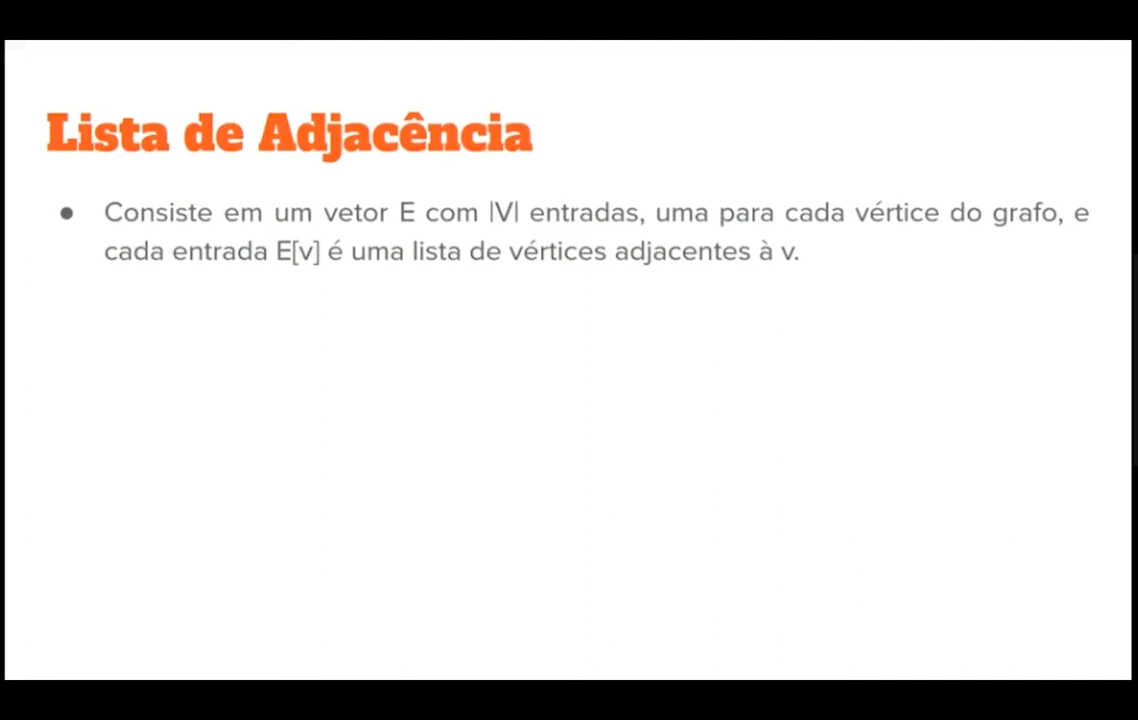 Lista de Adjacência
● Consiste em um vetor E com |V| entradas, uma para cada vértice do grafo, e
cada entrada E[v] é uma lista de vértices adjacentes à v.